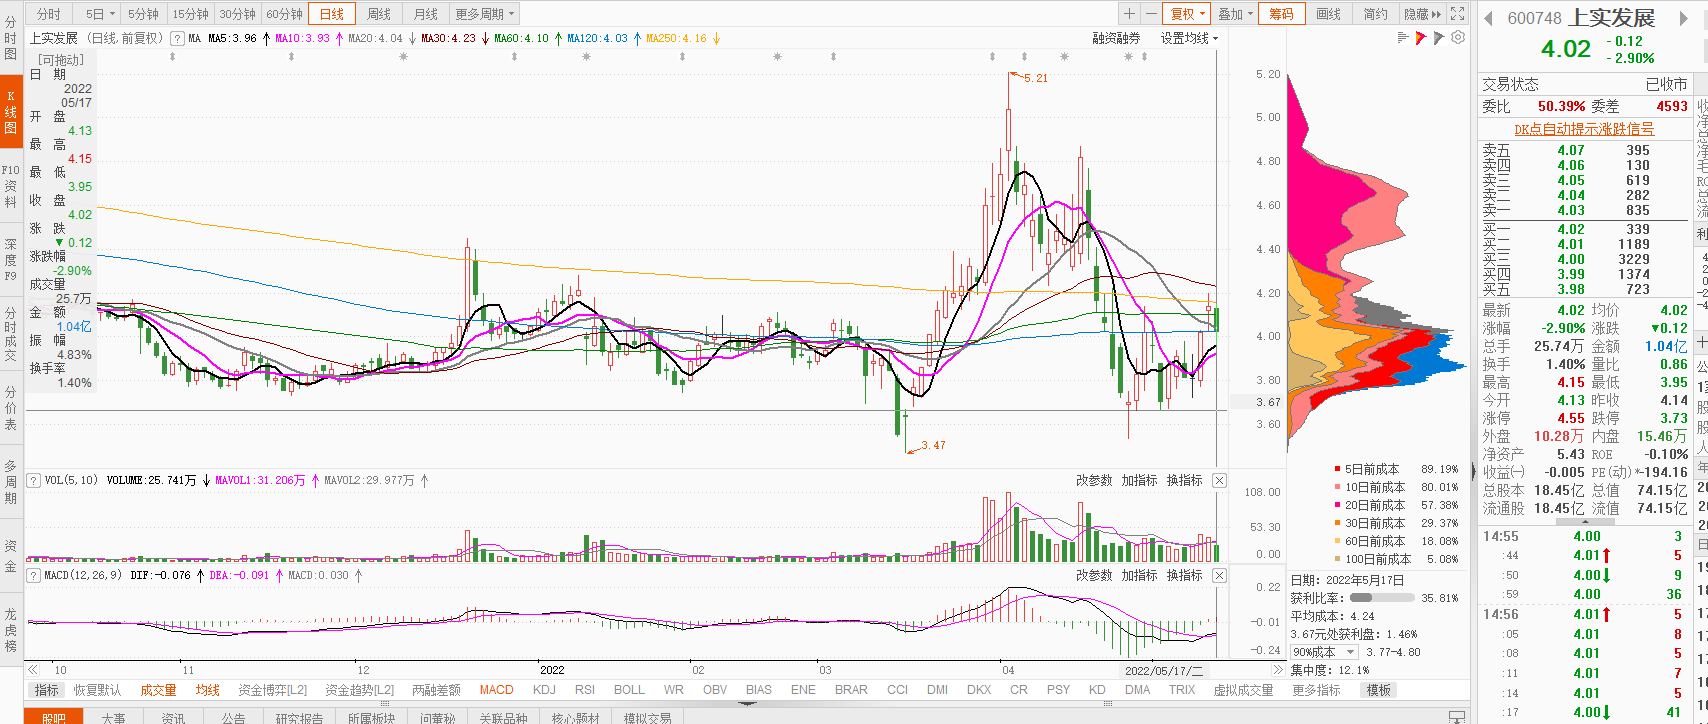 分时 5日 5分钟 15分钟 30分钟 60分钟 日线 周线 月线 更多周期
＋ － 复权 叠加 筹码 画线 简约 隐藏
600748 上实发展
4.02 -0.12 -2.90%
上实发展 (日线,前复权) ? MA MA5:3.96 ↑ MA10:3.93 ↑ MA20:4.04 ↓ MA30:4.23 ↓ MA60:4.10 ↑ MA120:4.03 ↑ MA250:4.16 ↓
融资融券 设置均线
分时图
K线图
F10资料
深度F9
分时成交
分价表
多周期
资金
龙虎榜
[可拖动]
日 期
2022
05/17
开 盘
4.13
最 高
4.15
最 低
3.95
收 盘
4.02
涨 跌
▼0.12
涨跌幅
-2.90%
成交量
25.7万
金 额
1.04亿
振 幅
4.83%
换手率
1.40%
5.21
3.47
5.20
5.00
4.80
4.60
4.40
4.20
4.00
3.80
3.67
3.60
? VOL(5,10) VOLUME:25.741万 ↓ MAVOL1:31.206万 ↑ MAVOL2:29.977万 ↑
改参数 加指标 换指标
108.00
53.30
0.00
? MACD(12,26,9) DIF:-0.076 ↑ DEA:-0.091 ↑ MACD:0.030 ↑
改参数 加指标 换指标
0.22
-0.01
-0.24
10 11 12 2022 02 03 04 2022/05/17/二
指标 恢复默认 成交量 均线 资金博弈[L2] 资金趋势[L2] 两融差额 MACD KDJ RSI BOLL WR OBV BIAS ENE BRAR CCI DMI DKX CR PSY KD DMA TRIX 虚拟成交量 更多指标 模板
股吧 大事 资讯 公告 研究报告 所属板块 问董秘 关联品种 核心题材 模拟交易
5日前成本 89.19%
10日前成本 80.01%
20日前成本 57.38%
30日前成本 29.37%
60日前成本 18.08%
100日前成本 5.08%
日期: 2022年5月17日
获利比率: 35.81%
平均成本: 4.24
3.67元处获利盘: 1.46%
90%成本 3.77-4.80
集中度: 12.1%
交易状态 已收市
委比 50.39% 委差 4593
DK点自动提示涨跌信号
卖五 4.07 395
卖四 4.06 130
卖三 4.05 619
卖二 4.04 282
卖一 4.03 835
买一 4.02 339
买二 4.01 1189
买三 4.00 3229
买四 3.99 1374
买五 3.98 723
最新 4.02 均价 4.02
涨幅 -2.90% 涨跌 ▼0.12
总手 25.74万 金额 1.04亿
换手 1.40% 量比 0.86
最高 4.15 最低 3.95
今开 4.13 昨收 4.14
涨停 4.55 跌停 3.73
外盘 10.28万 内盘 15.46万
净资产 5.43 ROE -0.10%
收益(一) -0.005 PE(动)*-194.16
总股本 18.45亿 总值 74.15亿
流通股 18.45亿 流值 74.15亿
14:55 4.00 3
:44 4.01↑ 5
:50 4.00↓ 9
:59 4.00 36
14:56 4.01↑ 5
:05 4.01 8
:08 4.01 5
:11 4.01 7
:14 4.01 5
:17 4.00↓ 41